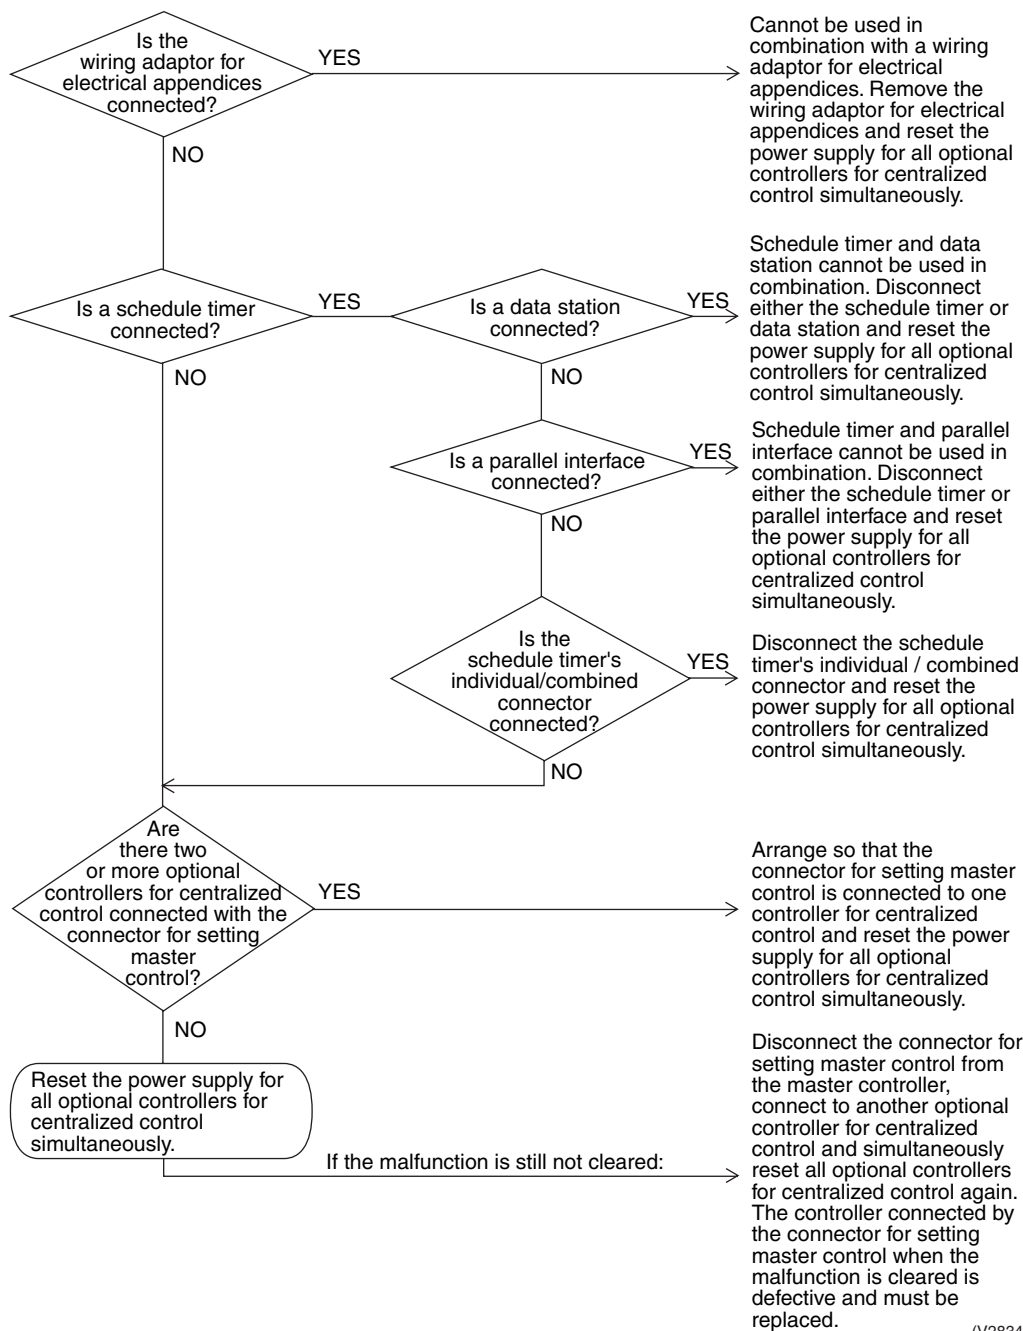 Is the
wiring adaptor for
electrical appendices
connected?
YES
NO
Cannot be used in
combination with a wiring
adaptor for electrical
appendices. Remove the
wiring adaptor for electrical
appendices and reset the
power supply for all optional
controllers for centralized
control simultaneously.
Is a schedule timer
connected?
YES
NO
Is a data station
connected?
YES
NO
Schedule timer and data
station cannot be used in
combination. Disconnect
either the schedule timer or
data station and reset the
power supply for all optional
controllers for centralized
control simultaneously.
Is a parallel interface
connected?
YES
NO
Schedule timer and parallel
interface cannot be used in
combination. Disconnect
either the schedule timer or
parallel interface and reset
the power supply for all
optional controllers for
centralized control
simultaneously.
Is the
schedule timer's
individual/combined
connector
connected?
YES
NO
Disconnect the schedule
timer's individual / combined
connector and reset the
power supply for all optional
controllers for centralized
control simultaneously.
Are
there two
or more optional
controllers for centralized
control connected with the
connector for setting
master
control?
YES
NO
Arrange so that the
connector for setting master
control is connected to one
controller for centralized
control and reset the power
supply for all optional
controllers for centralized
control simultaneously.
Reset the power supply for
all optional controllers for
centralized control
simultaneously.
If the malfunction is still not cleared:
Disconnect the connector for
setting master control from
the master controller,
connect to another optional
controller for centralized
control and simultaneously
reset all optional controllers
for centralized control again.
The controller connected by
the connector for setting
master control when the
malfunction is cleared is
defective and must be
replaced.